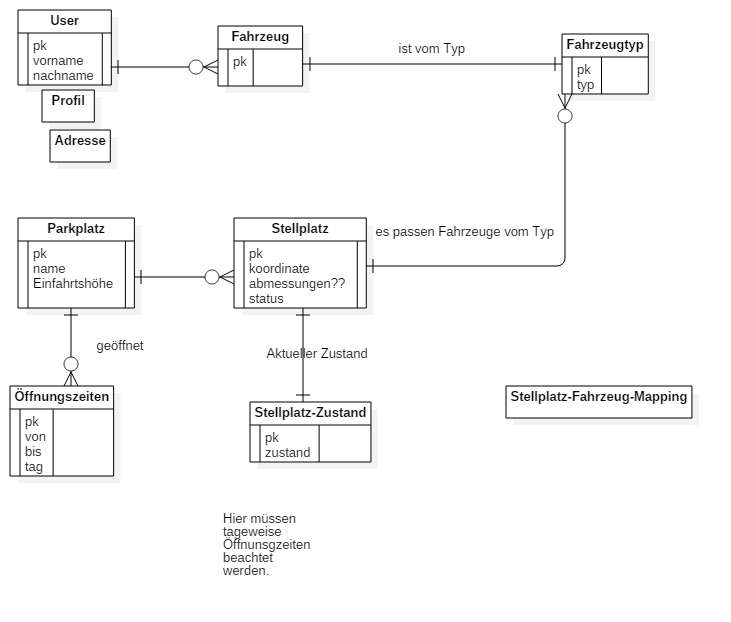 User
pk
vorname
nachname
Profil
Adresse
Fahrzeug
pk
ist vom Typ
Fahrzeugtyp
pk
typ
Parkplatz
pk
name
Einfahrtshöhe
Stellplatz
pk
koordinate
abmessungen??
status
es passen Fahrzeuge vom Typ
geöffnet
Aktueller Zustand
Öffnungszeiten
pk
von
bis
tag
Stellplatz-Zustand
pk
zustand
Stellplatz-Fahrzeug-Mapping
Hier müssen
tageweise
Öffnunsgzeiten
beachtet
werden.